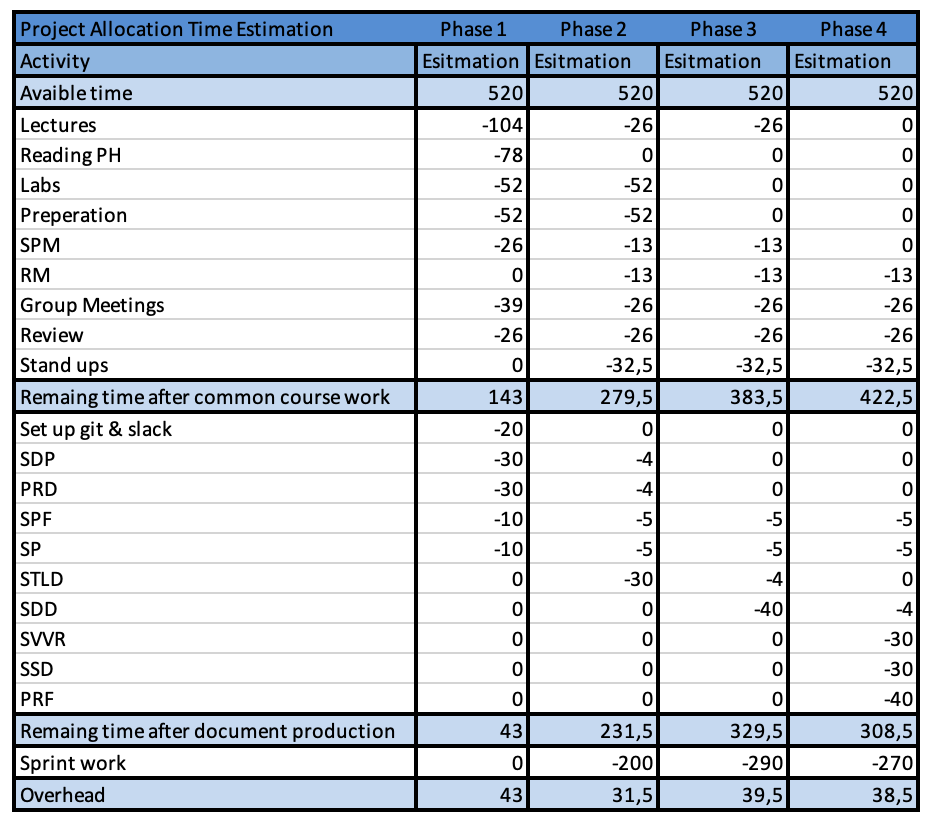 Project Allocation Time Estimation Phase 1 Phase 2 Phase 3 Phase 4
Activity Esitmation Esitmation Esitmation Esitmation
Avaible time 520 520 520 520
Lectures -104 -26 -26 0
Reading PH -78 0 0 0
Labs -52 -52 0 0
Preperation -52 -52 0 0
SPM -26 -13 -13 0
RM 0 -13 -13 -13
Group Meetings -39 -26 -26 -26
Review -26 -26 -26 -26
Stand ups 0 -32,5 -32,5 -32,5
Remaing time after common course work 143 279,5 383,5 422,5
Set up git & slack -20 0 0 0
SDP -30 -4 0 0
PRD -30 -4 0 0
SPF -10 -5 -5 -5
SP -10 -5 -5 -5
STLD 0 -30 -4 0
SDD 0 0 -40 -4
SVVR 0 0 0 -30
SSD 0 0 0 -30
PRF 0 0 0 -40
Remaing time after document production 43 231,5 329,5 308,5
Sprint work 0 -200 -290 -270
Overhead 43 31,5 39,5 38,5